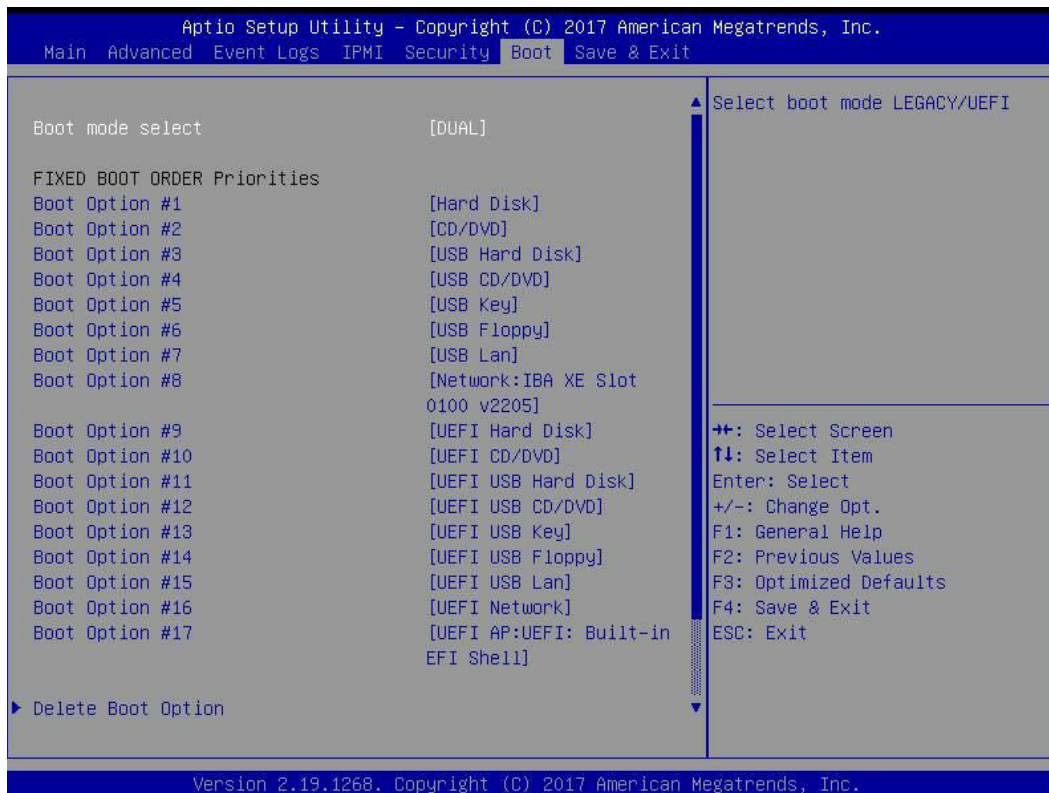 Aptio Setup Utility - Copyright (C) 2017 American Megatrends, Inc.
Main Advanced Event Logs IPMI Security Boot Save & Exit
Boot mode select [DUAL]
FIXED BOOT ORDER Priorities
Boot Option #1 [Hard Disk]
Boot Option #2 [CD/DVD]
Boot Option #3 [USB Hard Disk]
Boot Option #4 [USB CD/DVD]
Boot Option #5 [USB Key]
Boot Option #6 [USB Floppy]
Boot Option #7 [USB Lan]
Boot Option #8 [Network:IBA XE Slot
0100 v2205]
Boot Option #9 [UEFI Hard Disk]
Boot Option #10 [UEFI CD/DVD]
Boot Option #11 [UEFI USB Hard Disk]
Boot Option #12 [UEFI USB CD/DVD]
Boot Option #13 [UEFI USB Key]
Boot Option #14 [UEFI USB Floppy]
Boot Option #15 [UEFI USB Lan]
Boot Option #16 [UEFI Network]
Boot Option #17 [UEFI AP:UEFI: Built-in
EFI Shell]
Delete Boot Option
Select boot mode LEGACY/UEFI
→←: Select Screen
↑↓: Select Item
Enter: Select
+/-: Change Opt.
F1: General Help
F2: Previous Values
F3: Optimized Defaults
F4: Save & Exit
ESC: Exit
Version 2.19.1268. Copyright (C) 2017 American Megatrends, Inc.